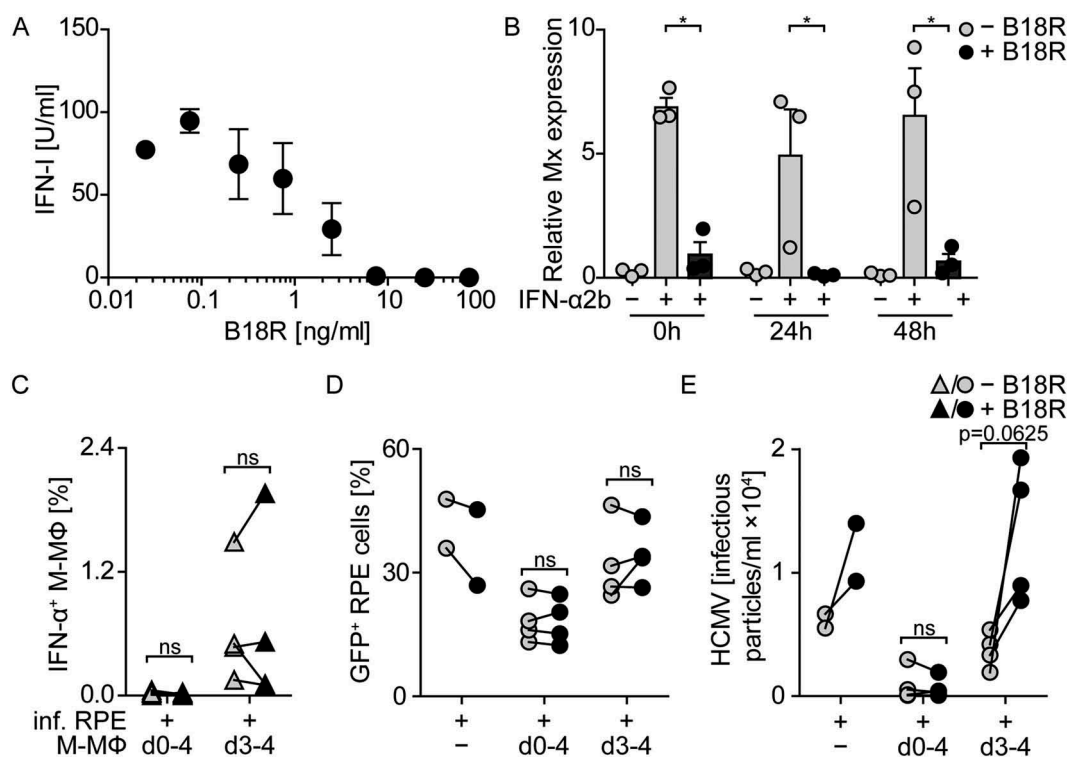 A
IFN-I [U/ml]
150
100
50
0
0.01 0.1 1 10 100
B18R [ng/ml]
B
Relative Mx expression
10
5
0
* * *
− B18R
+ B18R
IFN-α2b − + + − + + − + +
0h 24h 48h
C
IFN-α⁺ M-MΦ [%]
2.4
1.2
0.0
ns ns
inf. RPE + +
M-MΦ d0-4 d3-4
D
GFP⁺ RPE cells [%]
60
30
0
ns ns
+ + +
− d0-4 d3-4
E
HCMV [infectious
particles/ml ×10⁴]
2
1
0
/ − B18R
/ + B18R
p=0.0625
ns
+ + +
− d0-4 d3-4